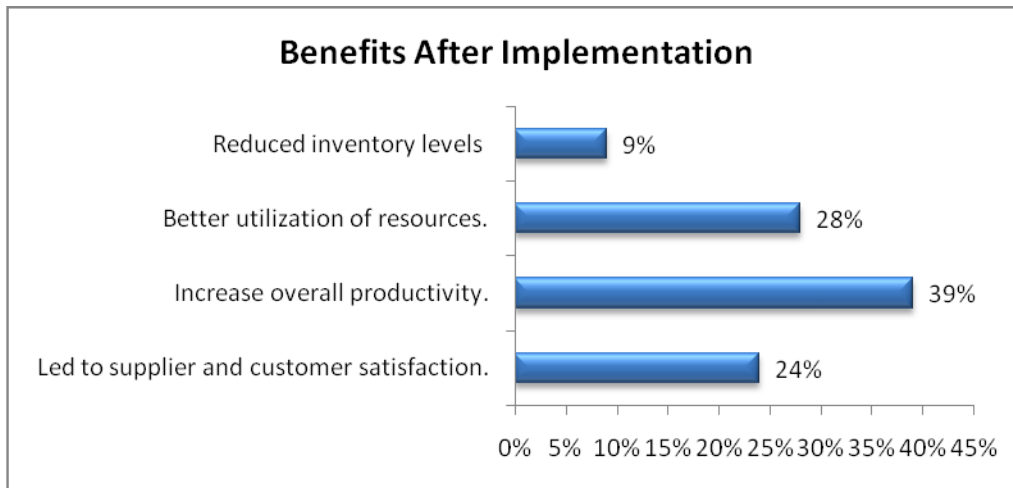 Benefits After Implementation
Reduced inventory levels
9%
Better utilization of resources.
28%
Increase overall productivity.
39%
Led to supplier and customer satisfaction.
24%
0% 5% 10% 15% 20% 25% 30% 35% 40% 45%